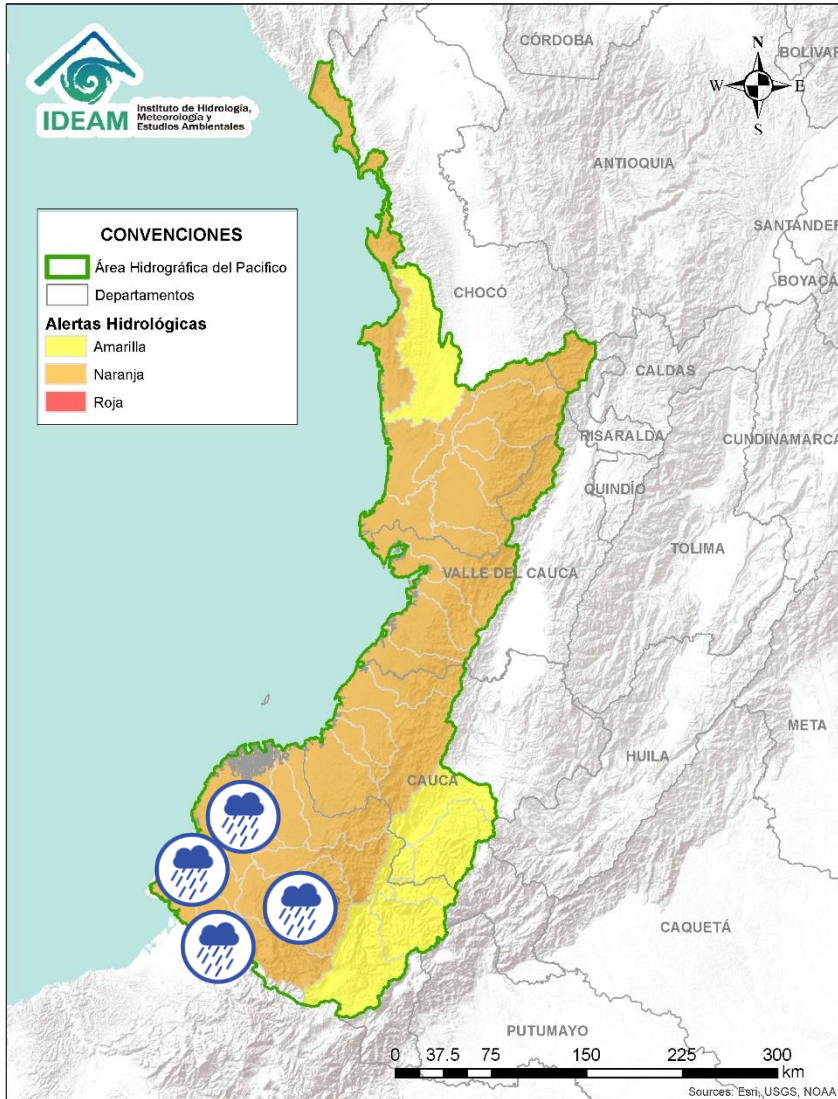 IDEAM
Instituto de Hidrología,
Meteorología y
Estudios Ambientales
CÓRDOBA
BOLÍVAR
N
W
E
S
ANTIOQUIA
SANTANDER
BOYACÁ
CONVENCIONES
Área Hidrográfica del Pacifico
Departamentos
Alertas Hidrológicas
Amarilla
Naranja
Roja
CHOCÓ
CALDAS
RISARALDA
CUNDINAMARCA
QUINDÍO
TOLIMA
VALLE DEL CAUCA
META
HUILA
CAUCA
CAQUETÁ
PUTUMAYO
0 37.5 75 150 225 300
km
Sources: Esri, USGS, NOAA